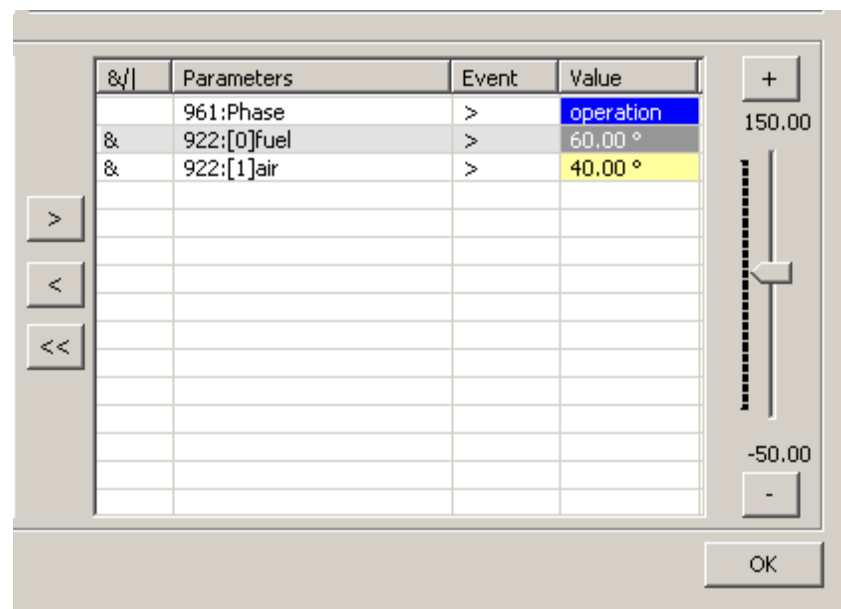 &/| Parameters Event Value
961:Phase > operation
& 922:[0]fuel > 60.00 °
& 922:[1]air > 40.00 °
>
<
<<
+
150.00
-50.00
-
OK